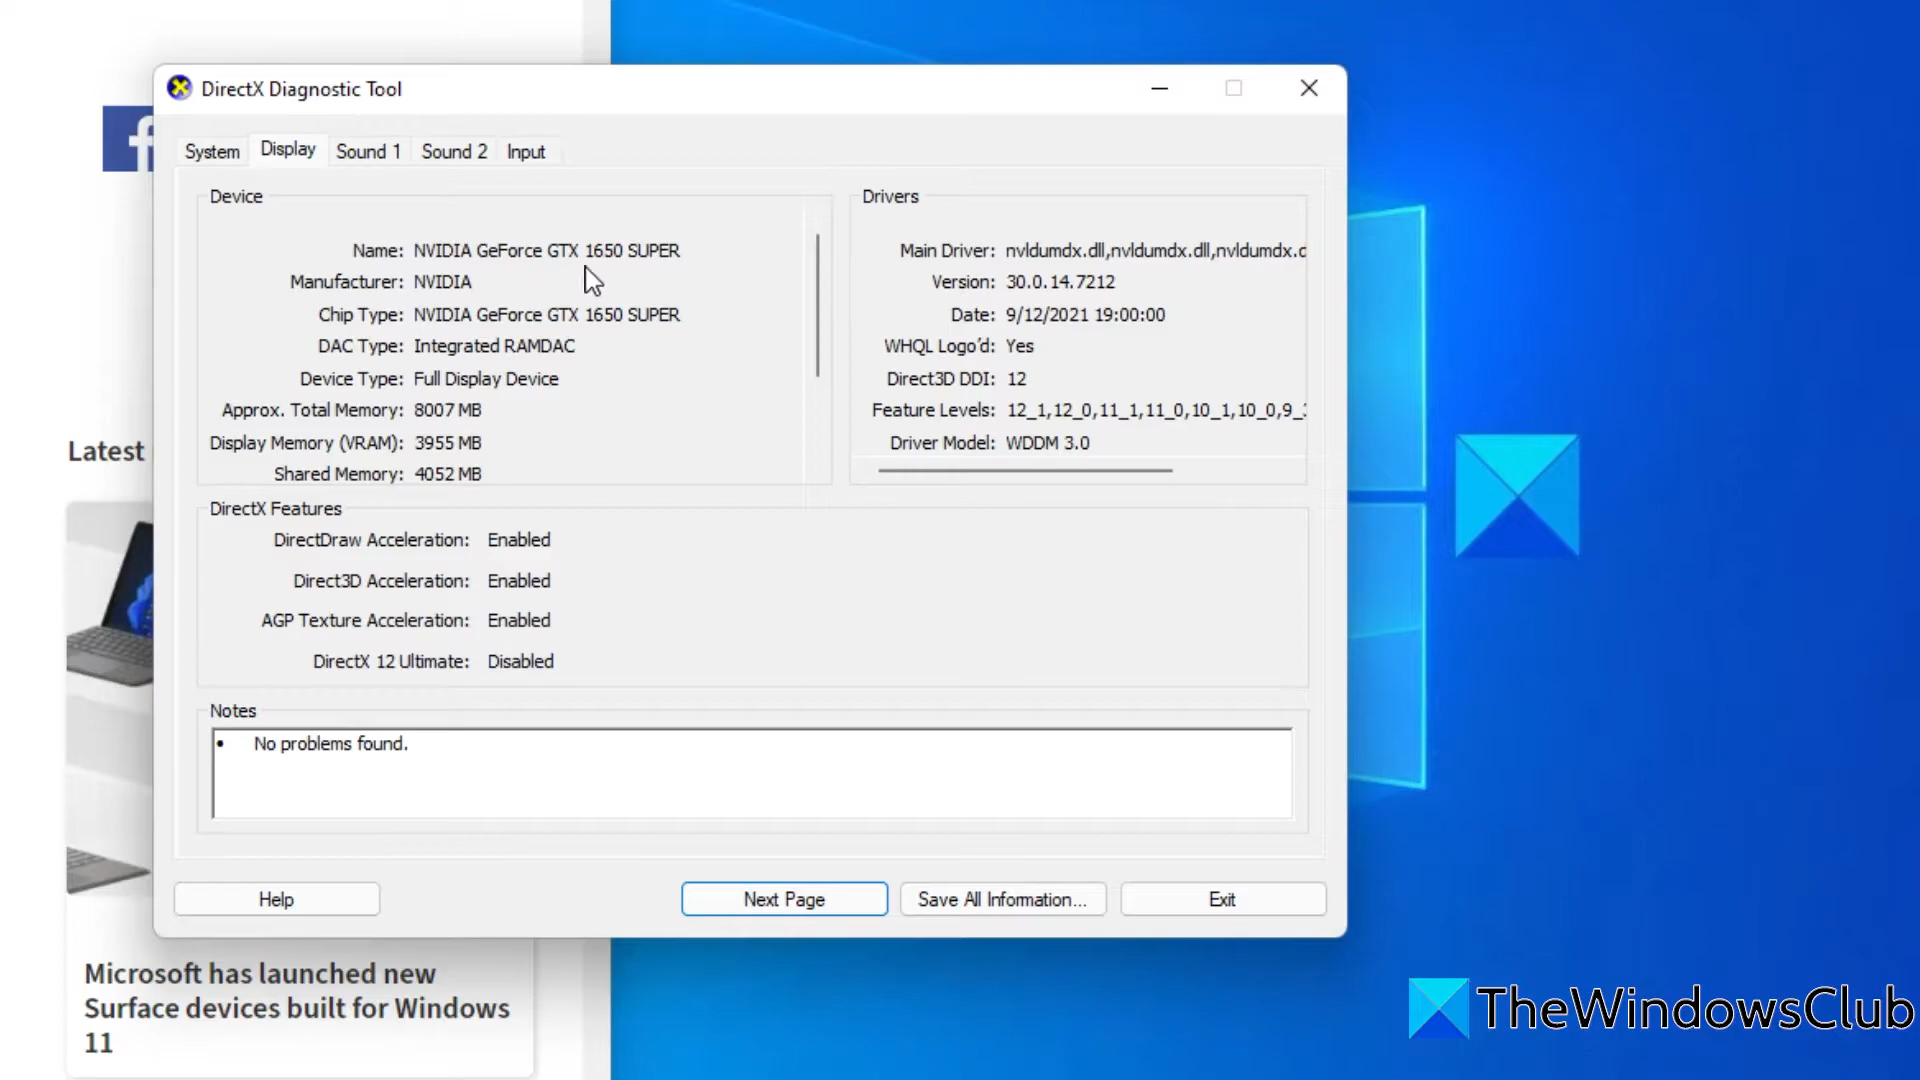 DirectX Diagnostic Tool
System Display Sound 1 Sound 2 Input
Device
Name: NVIDIA GeForce GTX 1650 SUPER
Manufacturer: NVIDIA
Chip Type: NVIDIA GeForce GTX 1650 SUPER
DAC Type: Integrated RAMDAC
Device Type: Full Display Device
Approx. Total Memory: 8007 MB
Display Memory (VRAM): 3955 MB
Shared Memory: 4052 MB
Drivers
Main Driver: nvldumdx.dll,nvldumdx.dll,nvldumdx.d
Version: 30.0.14.7212
Date: 9/12/2021 19:00:00
WHQL Logo'd: Yes
Direct3D DDI: 12
Feature Levels: 12_1,12_0,11_1,11_0,10_1,10_0,9_3
Driver Model: WDDM 3.0
DirectX Features
DirectDraw Acceleration: Enabled
Direct3D Acceleration: Enabled
AGP Texture Acceleration: Enabled
DirectX 12 Ultimate: Disabled
Notes
• No problems found.
Help Next Page Save All Information... Exit
f
Latest
Microsoft has launched new
Surface devices built for Windows
11
TheWindowsClub